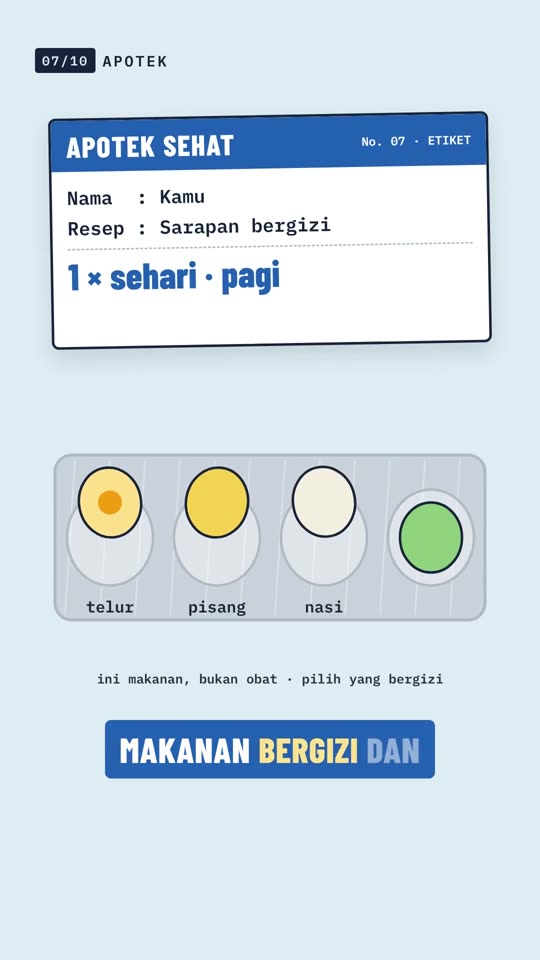 07/10 APOTEK
APOTEK SEHAT
No. 07 · ETIKET
Nama : Kamu
Resep : Sarapan bergizi
1 × sehari · pagi
telur pisang nasi
ini makanan, bukan obat · pilih yang bergizi
MAKANAN BERGIZI DAN